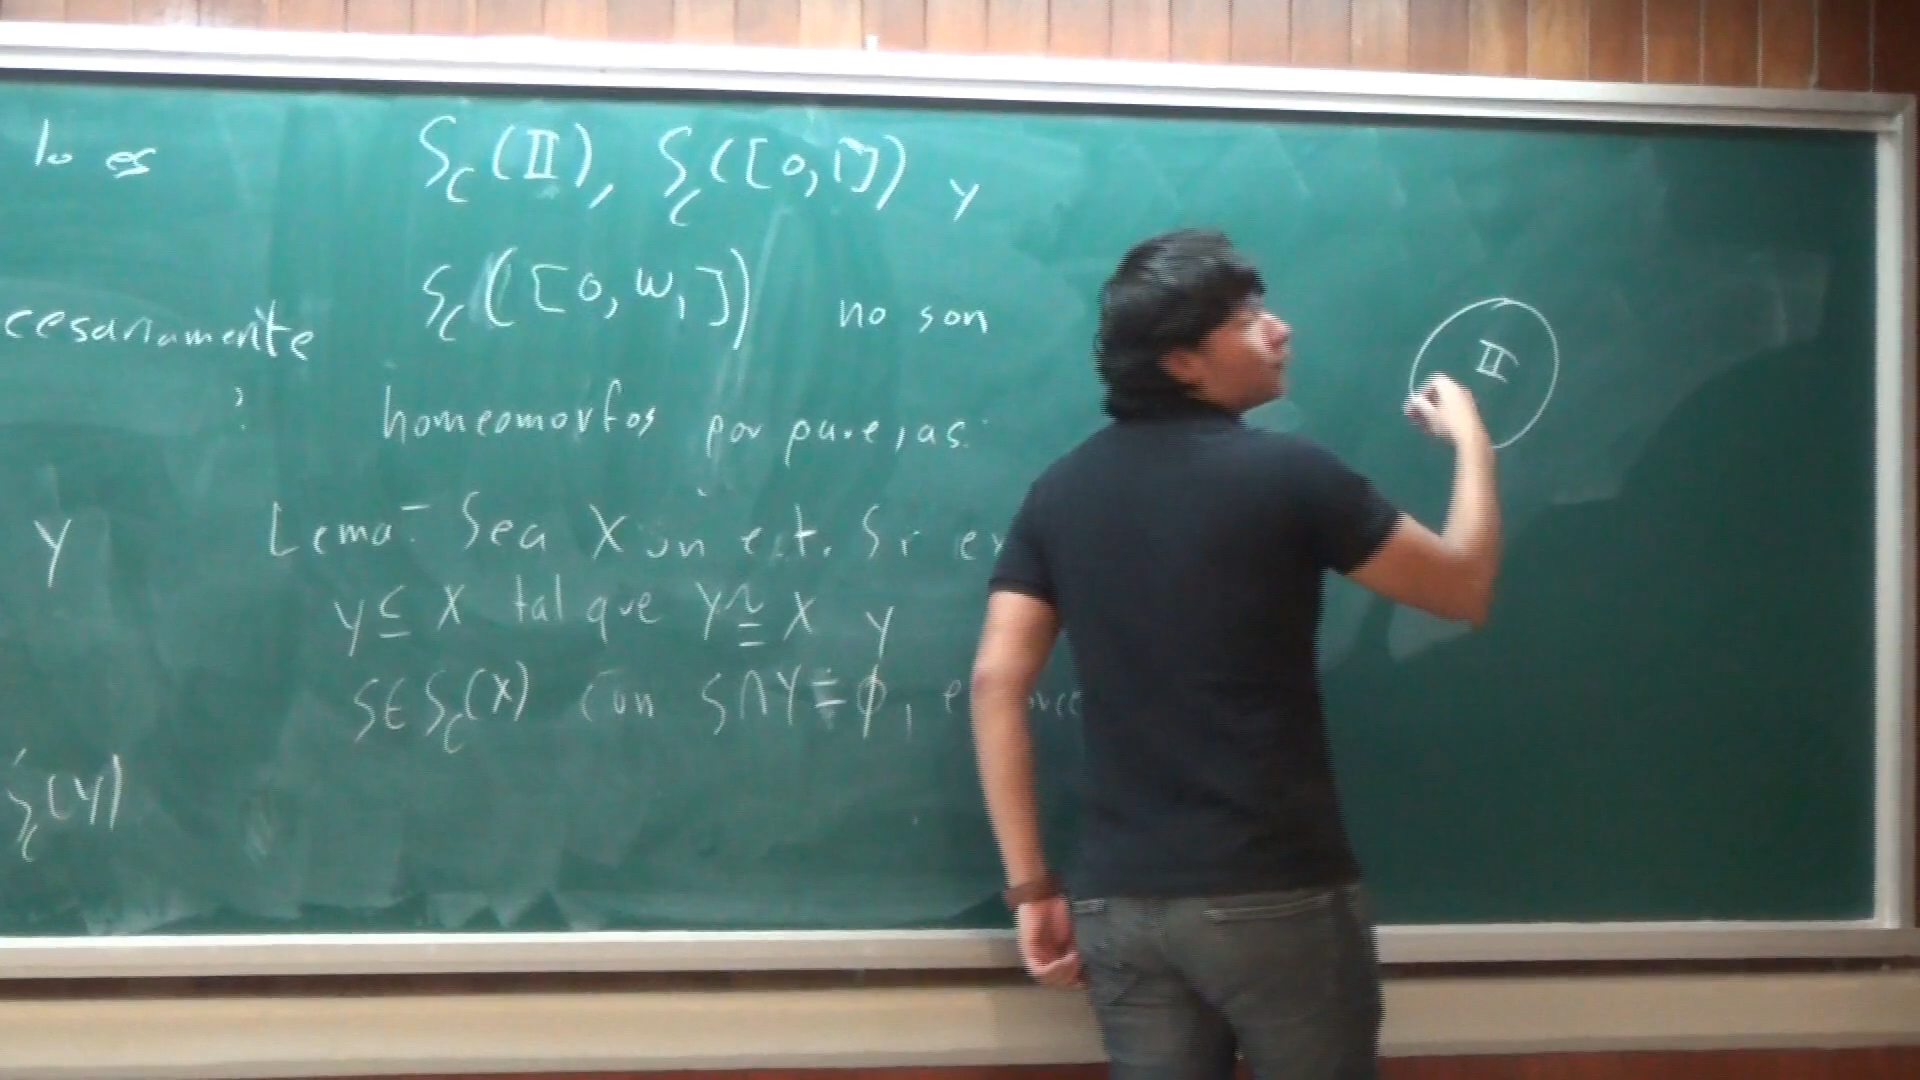 lo es
cesariamente
y
S_c(Y)
S_c(II), S_c([0,1]) y
S_c([0,ω₁]) no son
homeomorfos por parejas.
Lema: Sea X un e.t. Si ex
Y ⊆ X tal que Y ≅ X y
S ∈ S_c(X) con S∩Y = ∅,
II